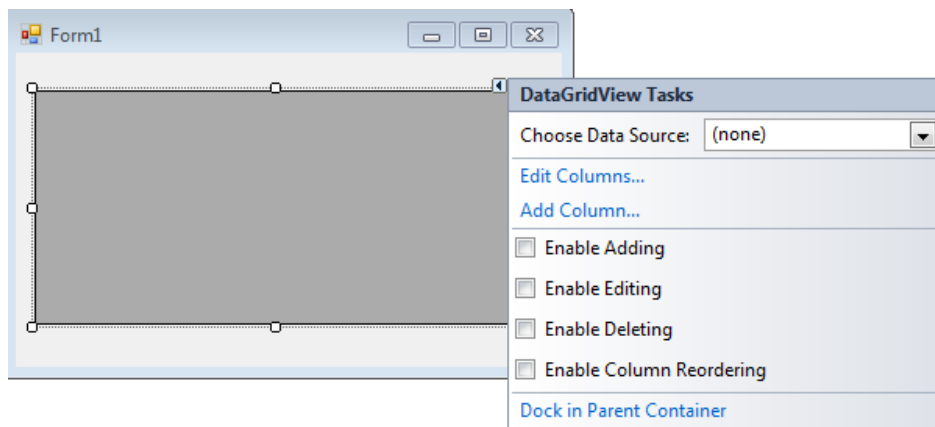 Form1
DataGridView Tasks
Choose Data Source: (none)
Edit Columns...
Add Column...
Enable Adding
Enable Editing
Enable Deleting
Enable Column Reordering
Dock in Parent Container